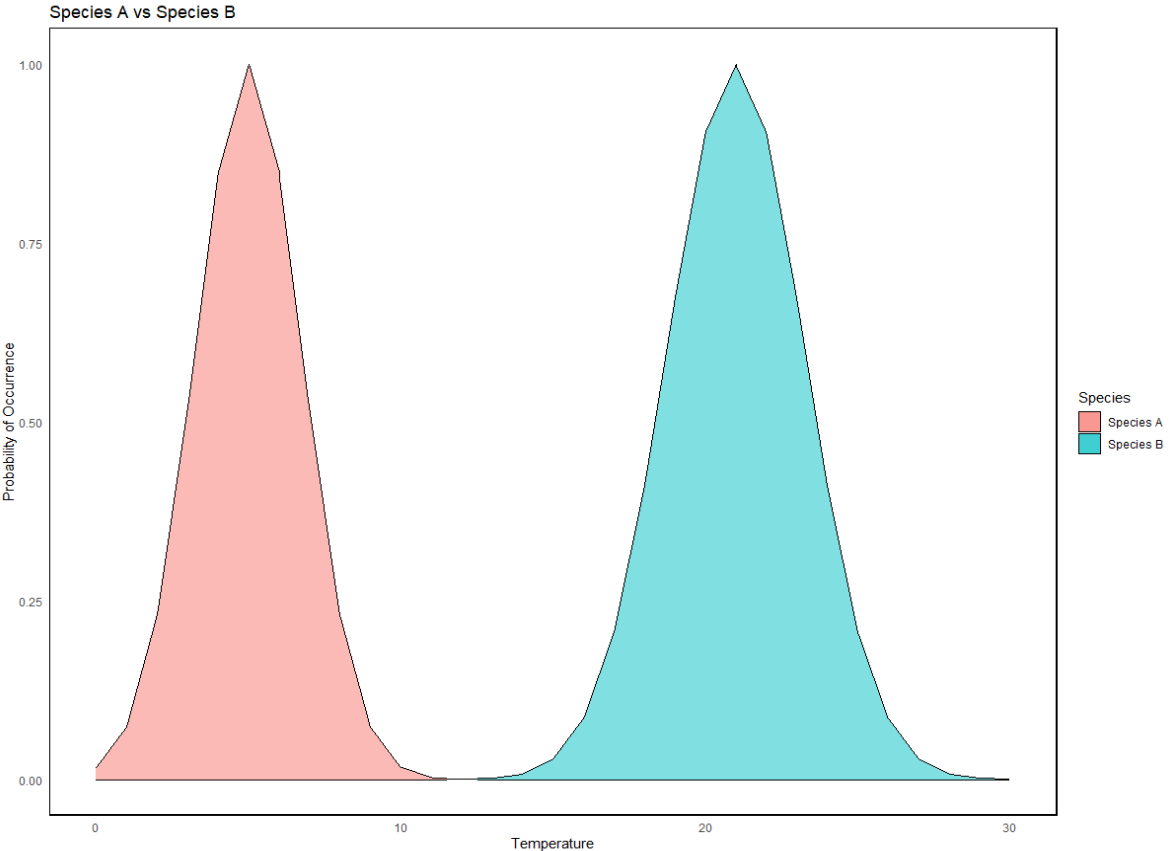 Species A vs Species B
1.00
0.75
0.50
0.25
0.00
Probability of Occurrence
0
10
20
30
Temperature
Species
Species A
Species B